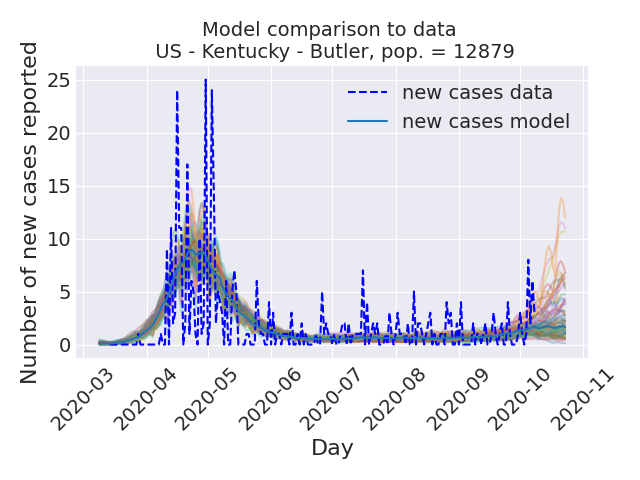 Model comparison to data
US - Kentucky - Butler, pop. = 12879
Number of new cases reported
25
20
15
10
5
0
new cases data
new cases model
2020-03
2020-04
2020-05
2020-06
2020-07
2020-08
2020-09
2020-10
2020-11
Day